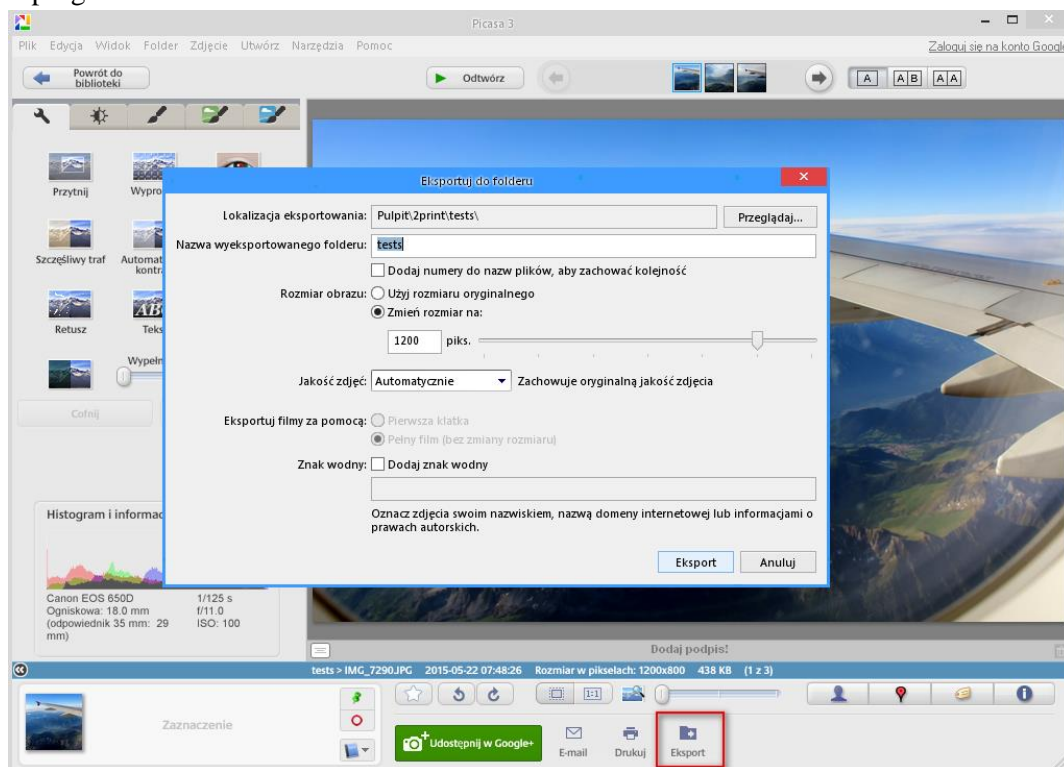 Picasa 3
Plik Edycja Widok Folder Zdjęcie Utwórz Narzędzia Pomoc
Zaloguj się na konto Google
Powrót do
biblioteki
Odtwórz
A
A B
A A
Przytnij
Szczęśliwy traf
Retusz
Cofnij
Eksportuj do folderu
Lokalizacja eksportowania: Pulpit\2print\tests\ Przeglądaj...
Nazwa wyeksportowanego folderu: tests
Dodaj numery do nazw plików, aby zachować kolejność
Rozmiar obrazu: Użyj rozmiaru oryginalnego
Zmień rozmiar na:
1200 piks.
Jakość zdjęć: Automatycznie Zachowuje oryginalną jakość zdjęcia
Eksportuj filmy za pomocą: Pierwsza klatka
Pełny film (bez zmiany rozmiaru)
Znak wodny: Dodaj znak wodny
Oznacz zdjęcia swoim nazwiskiem, nazwą domeny internetowej lub informacjami o
prawach autorskich.
Eksport Anuluj
Histogram i
Canon EOS 650D 1/125 s
Ogniskowa: 18.0 mm f/11.0
(odpowiednik 35 mm: 29 ISO: 100
mm)
Dodaj podpis!
tests > IMG_7290.JPG 2015-05-22 07:48:26 Rozmiar w pikselach: 1200x800 438 KB (1 z 3)
1:1
Zaznaczenie
Udostępnij w Google+
E-mail Drukuj Eksport